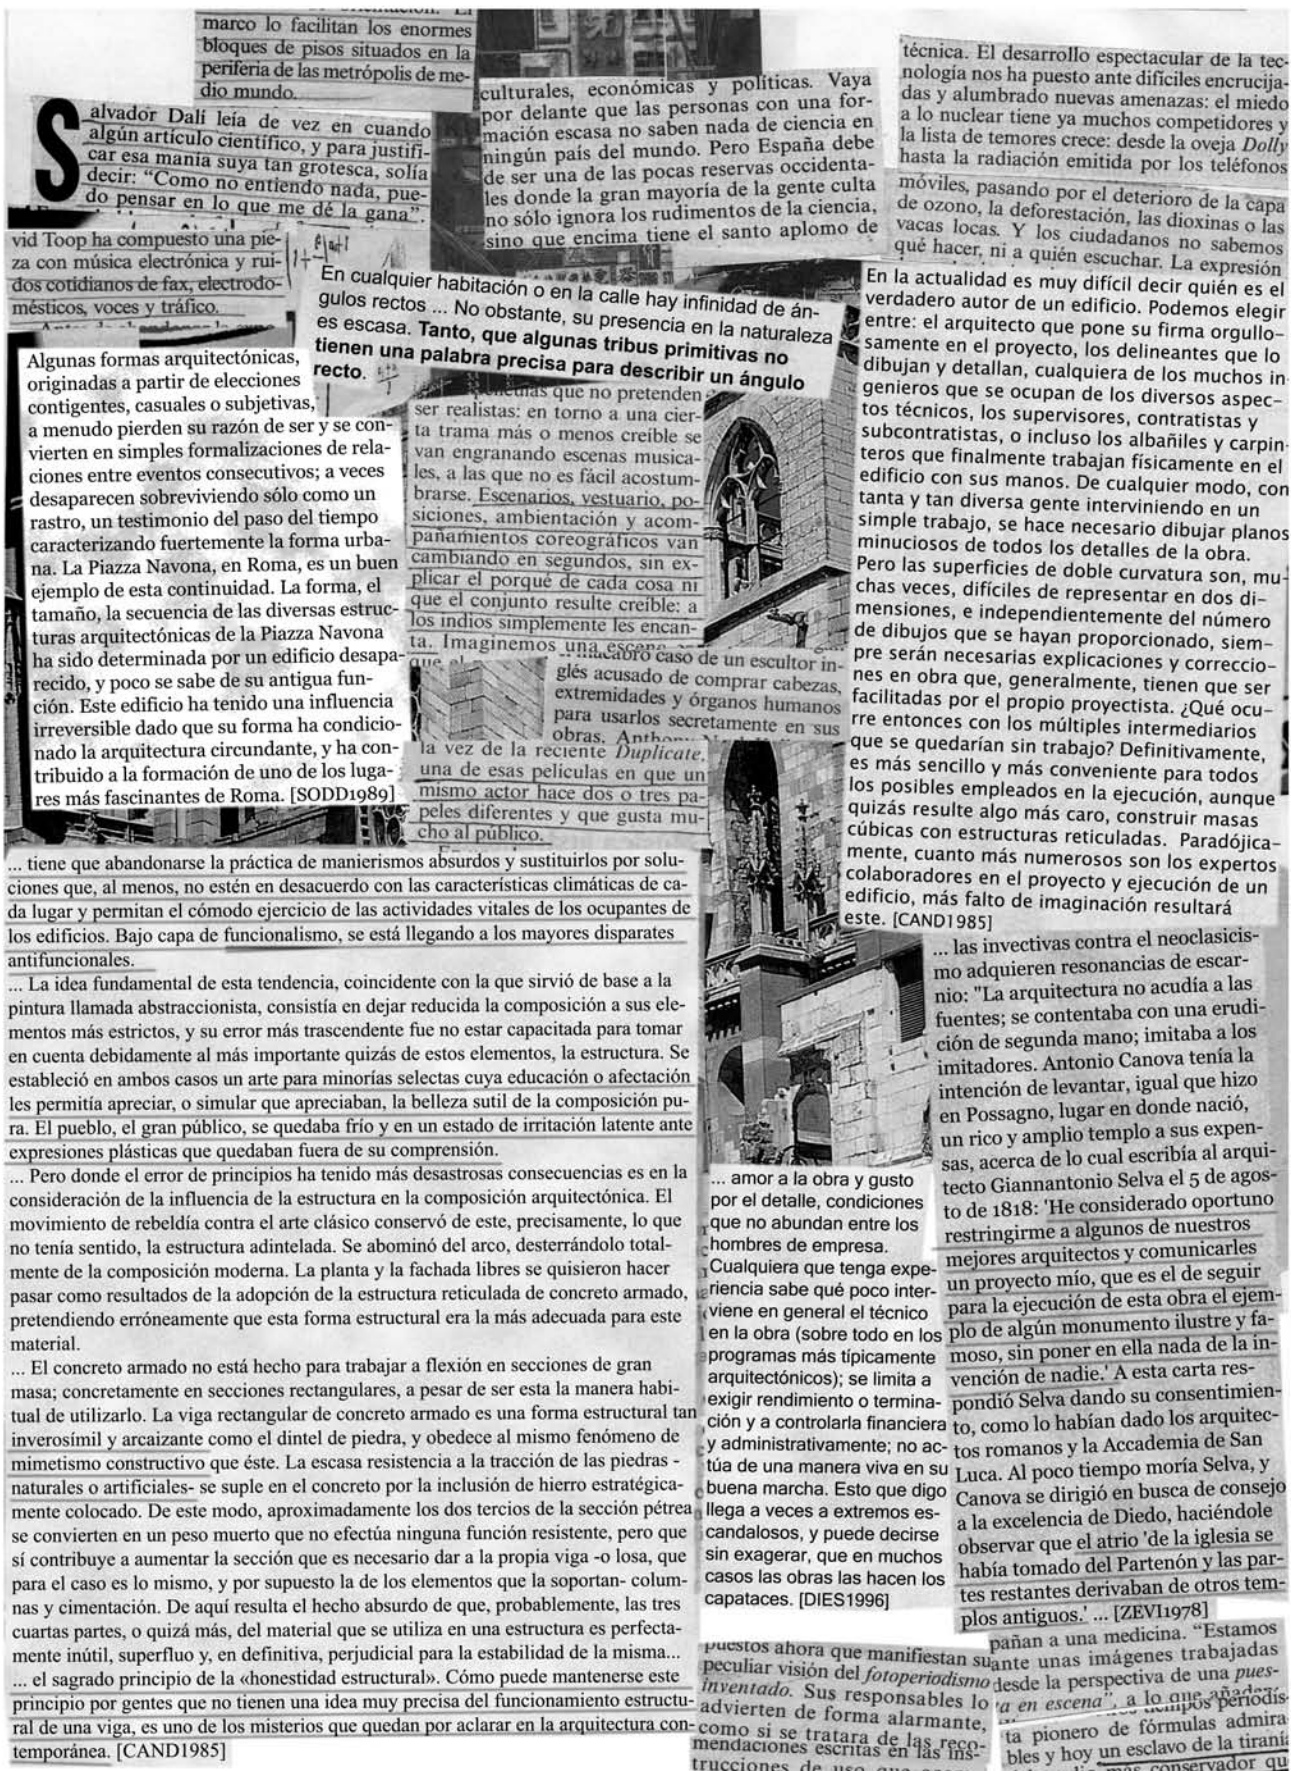 marco lo facilitan los enormes
bloques de pisos situados en la
periferia de las metrópolis de me-
dio mundo.
Salvador Dalí leía de vez en cuando
algún artículo científico, y para justifi-
car esa manía suya tan grotesca, solía
decir: “Como no entiendo nada, pue-
do pensar en lo que me dé la gana”.
culturales, económicas y políticas. Vaya
por delante que las personas con una for-
mación escasa no saben nada de ciencia en
ningún país del mundo. Pero España debe
de ser una de las pocas reservas occidenta-
les donde la gran mayoría de la gente culta
no sólo ignora los rudimentos de la ciencia,
sino que encima tiene el santo aplomo de
técnica. El desarrollo espectacular de la tec-
nología nos ha puesto ante difíciles encrucija-
das y alumbrado nuevas amenazas: el miedo
a lo nuclear tiene ya muchos competidores y
la lista de temores crece: desde la oveja Dolly
hasta la radiación emitida por los teléfonos
móviles, pasando por el deterioro de la capa
de ozono, la deforestación, las dioxinas o las
vacas locas. Y los ciudadanos no sabemos
qué hacer, ni a quién escuchar. La expresión
vid Toop ha compuesto una pie-
za con música electrónica y rui-
dos cotidianos de fax, electrodo-
mésticos, voces y tráfico.
En cualquier habitación o en la calle hay infinidad de án-
gulos rectos ... No obstante, su presencia en la naturaleza
es escasa. Tanto, que algunas tribus primitivas no
tienen una palabra precisa para describir un ángulo
recto.
Algunas formas arquitectónicas,
originadas a partir de elecciones
contigentes, casuales o subjetivas,
a menudo pierden su razón de ser y se con-
vierten en simples formalizaciones de rela-
ciones entre eventos consecutivos; a veces
desaparecen sobreviviendo sólo como un
rastro, un testimonio del paso del tiempo
caracterizando fuertemente la forma urba-
na. La Piazza Navona, en Roma, es un buen
ejemplo de esta continuidad. La forma, el
tamaño, la secuencia de las diversas estruc-
turas arquitectónicas de la Piazza Navona
ha sido determinada por un edificio desapa-
recido, y poco se sabe de su antigua fun-
ción. Este edificio ha tenido una influencia
irreversible dado que su forma ha condicio-
nado la arquitectura circundante, y ha con-
tribuido a la formación de uno de los luga-
res más fascinantes de Roma. [SODD1989]
que no pretenden
ser realistas: en torno a una cier-
ta trama más o menos creíble se
van engranando escenas musica-
les, a las que no es fácil acostum-
brarse. Escenarios, vestuario, po-
siciones, ambientación y acom-
pañamientos coreográficos van
cambiando en segundos, sin ex-
plicar el porqué de cada cosa ni
que el conjunto resulte creíble: a
los indios simplemente les encan-
ta. Imaginemos una escena
macabro caso de un escultor in-
glés acusado de comprar cabezas,
extremidades y órganos humanos
para usarlos secretamente en sus
obras.
la vez de la reciente Duplicate,
una de esas películas en que un
mismo actor hace dos o tres pa-
peles diferentes y que gusta mu-
cho al público.
En la actualidad es muy difícil decir quién es el
verdadero autor de un edificio. Podemos elegir
entre: el arquitecto que pone su firma orgullo-
samente en el proyecto, los delineantes que lo
dibujan y detallan, cualquiera de los muchos in-
genieros que se ocupan de los diversos aspec-
tos técnicos, los supervisores, contratistas y
subcontratistas, o incluso los albañiles y carpin-
teros que finalmente trabajan físicamente en el
edificio con sus manos. De cualquier modo, con
tanta y tan diversa gente interviniendo en un
simple trabajo, se hace necesario dibujar planos
minuciosos de todos los detalles de la obra.
Pero las superficies de doble curvatura son, mu-
chas veces, difíciles de representar en dos di-
mensiones, e independientemente del número
de dibujos que se hayan proporcionado, siem-
pre serán necesarias explicaciones y correccio-
nes en obra que, generalmente, tienen que ser
facilitadas por el propio proyectista. ¿Qué ocu-
rre entonces con los múltiples intermediarios
que se quedarían sin trabajo? Definitivamente,
es más sencillo y más conveniente para todos
los posibles empleados en la ejecución, aunque
quizás resulte algo más caro, construir masas
cúbicas con estructuras reticuladas. Paradójica-
mente, cuanto más numerosos son los expertos
colaboradores en el proyecto y ejecución de un
edificio, más falto de imaginación resultará
este. [CAND1985]
... tiene que abandonarse la práctica de manierismos absurdos y sustituirlos por solu-
ciones que, al menos, no estén en desacuerdo con las características climáticas de ca-
da lugar y permitan el cómodo ejercicio de las actividades vitales de los ocupantes de
los edificios. Bajo capa de funcionalismo, se está llegando a los mayores disparates
antifuncionales.
... La idea fundamental de esta tendencia, coincidente con la que sirvió de base a la
pintura llamada abstraccionista, consistía en dejar reducida la composición a sus ele-
mentos más estrictos, y su error más trascendente fue no estar capacitada para tomar
en cuenta debidamente al más importante quizás de estos elementos, la estructura. Se
estableció en ambos casos un arte para minorías selectas cuya educación o afectación
les permitía apreciar, o simular que apreciaban, la belleza sutil de la composición pu-
ra. El pueblo, el gran público, se quedaba frío y en un estado de irritación latente ante
expresiones plásticas que quedaban fuera de su comprensión.
... Pero donde el error de principios ha tenido más desastrosas consecuencias es en la
consideración de la influencia de la estructura en la composición arquitectónica. El
movimiento de rebeldía contra el arte clásico conservó de este, precisamente, lo que
no tenía sentido, la estructura adintelada. Se abominó del arco, desterrándolo total-
mente de la composición moderna. La planta y la fachada libres se quisieron hacer
pasar como resultados de la adopción de la estructura reticulada de concreto armado,
pretendiendo erróneamente que esta forma estructural era la más adecuada para este
material.
... El concreto armado no está hecho para trabajar a flexión en secciones de gran
masa; concretamente en secciones rectangulares, a pesar de ser esta la manera habi-
tual de utilizarlo. La viga rectangular de concreto armado es una forma estructural tan
inverosímil y arcaizante como el dintel de piedra, y obedece al mismo fenómeno de
mimetismo constructivo que éste. La escasa resistencia a la tracción de las piedras -
naturales o artificiales- se suple en el concreto por la inclusión de hierro estratégica-
mente colocado. De este modo, aproximadamente los dos tercios de la sección pétrea
se convierten en un peso muerto que no efectúa ninguna función resistente, pero que
sí contribuye a aumentar la sección que es necesario dar a la propia viga -o losa, que
para el caso es lo mismo, y por supuesto la de los elementos que la soportan- colum-
nas y cimentación. De aquí resulta el hecho absurdo de que, probablemente, las tres
cuartas partes, o quizá más, del material que se utiliza en una estructura es perfecta-
mente inútil, superfluo y, en definitiva, perjudicial para la estabilidad de la misma...
... el sagrado principio de la «honestidad estructural». Cómo puede mantenerse este
principio por gentes que no tienen una idea muy precisa del funcionamiento estructu-
ral de una viga, es uno de los misterios que quedan por aclarar en la arquitectura con-
temporánea. [CAND1985]
... amor a la obra y gusto
por el detalle, condiciones
que no abundan entre los
hombres de empresa.
Cualquiera que tenga expe-
riencia sabe qué poco inter-
viene en general el técnico
en la obra (sobre todo en los
programas más típicamente
arquitectónicos); se limita a
exigir rendimiento o termina-
ción y a controlarla financiera
y administrativamente; no ac-
túa de una manera viva en su
buena marcha. Esto que digo
llega a veces a extremos es-
candalosos, y puede decirse
sin exagerar, que en muchos
casos las obras las hacen los
capataces. [DIES1996]
... las invectivas contra el neoclasicis-
mo adquieren resonancias de escar-
nio: "La arquitectura no acudía a las
fuentes; se contentaba con una erudi-
ción de segunda mano; imitaba a los
imitadores. Antonio Canova tenía la
intención de levantar, igual que hizo
en Possagno, lugar en donde nació,
un rico y amplio templo a sus expen-
sas, acerca de lo cual escribía al arqui-
tecto Giannantonio Selva el 5 de agos-
to de 1818: 'He considerado oportuno
restringirme a algunos de nuestros
mejores arquitectos y comunicarles
un proyecto mío, que es el de seguir
para la ejecución de esta obra el ejem-
plo de algún monumento ilustre y fa-
moso, sin poner en ella nada de la in-
vención de nadie.' A esta carta res-
pondió Selva dando su consentimien-
to, como lo habían dado los arquitec-
tos romanos y la Accademia de San
Luca. Al poco tiempo moría Selva, y
Canova se dirigió en busca de consejo
a la excelencia de Diedo, haciéndole
observar que el atrio 'de la iglesia se
había tomado del Partenón y las par-
tes restantes derivaban de otros tem-
plos antiguos.' ... [ZEVI1978]
puestos ahora que manifiestan su
peculiar visión del fotoperiodismo
inventado. Sus responsables lo
advierten de forma alarmante,
como si se tratara de las reco-
mendaciones escritas en las ins-
trucciones de uso que
pañan a una medicina. “Estamos
ante unas imágenes trabajadas
desde la perspectiva de una pues-
ta en escena”, a lo que
tiempos periodis-
ta pionero de fórmulas admira-
bles y hoy un esclavo de la tiranía
más conservador qu